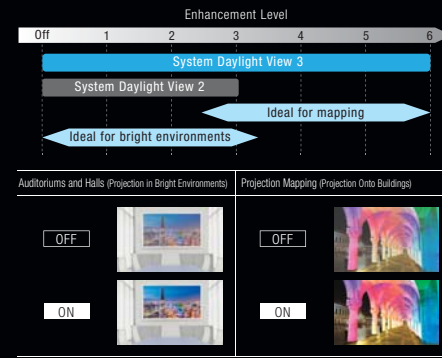 Enhancement Level
Off 1 2 3 4 5 6
System Daylight View 3
System Daylight View 2
Ideal for mapping
Ideal for bright environments
Auditoriums and Halls (Projection in Bright Environments)
Projection Mapping (Projection Onto Buildings)
OFF
OFF
ON
ON